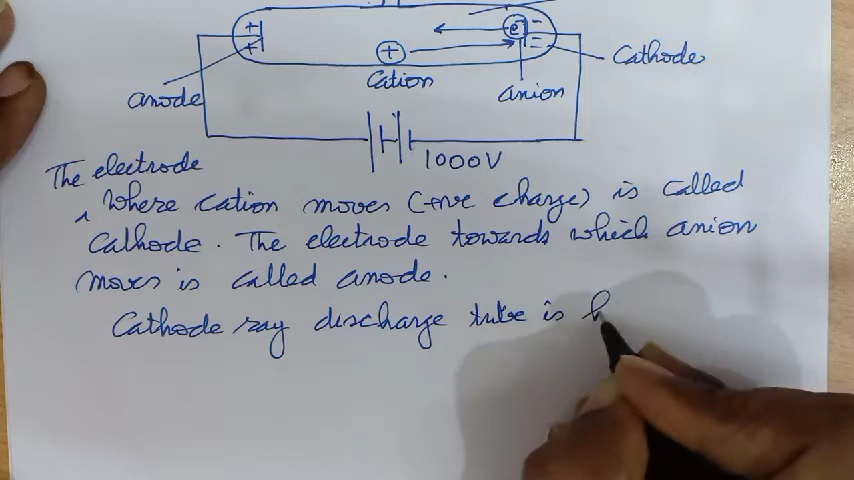 +
+
+
e
Cathode
Cation
anion
anode
1000V
The electrode
where cation moves (+ve charge) is called
Cathode. The electrode towards which anion
moves is called anode.
Cathode ray discharge tube is